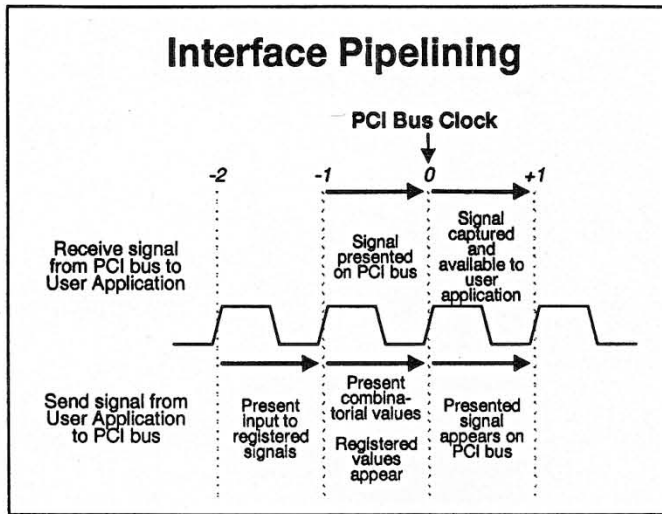 Interface Pipelining
PCI Bus Clock
-2 -1 0 +1
Receive signal
from PCI bus to
User Application
Signal
presented
on PCI bus
Signal
captured
and
available to
user
application
Send signal from
User Application
to PCI bus
Present
input to
registered
signals
Present
combina-
torial values
Registered
values
appear
Presented
signal
appears on
PCI bus